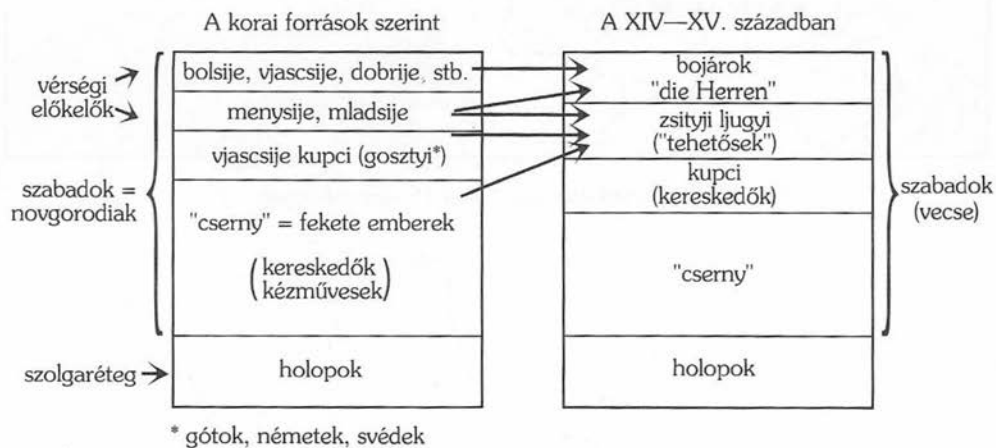 A korai források szerint
A XIV—XV. században
vérségi
előkelők
szabadok =
novgorodiak
szolgaréteg
bolsije, vjascsije, dobrije, stb.
menysije, mladsije
vjascsije kupci (gosztyi*)
"cserny" = fekete emberek
(kereskedők
kézművesek)
holopok
bojárok
"die Herren"
zsityji ljugyi
("tehetősek")
kupci
(kereskedők)
"cserny"
holopok
szabadok
(vecse)
* gótok, németek, svédek